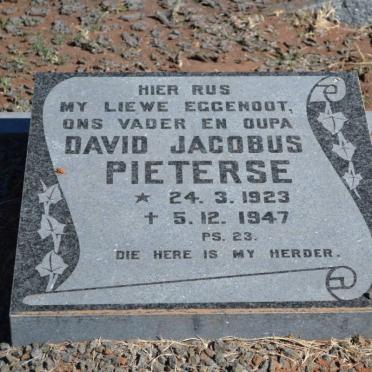 HIER RUS
MY LIEWE EGGENOOT,
ONS VADER EN OUPA
DAVID JACOBUS
PIETERSE
★ 24. 3. 1923
✝ 5. 12. 1947
PS. 23.
DIE HERE IS MY HERDER.